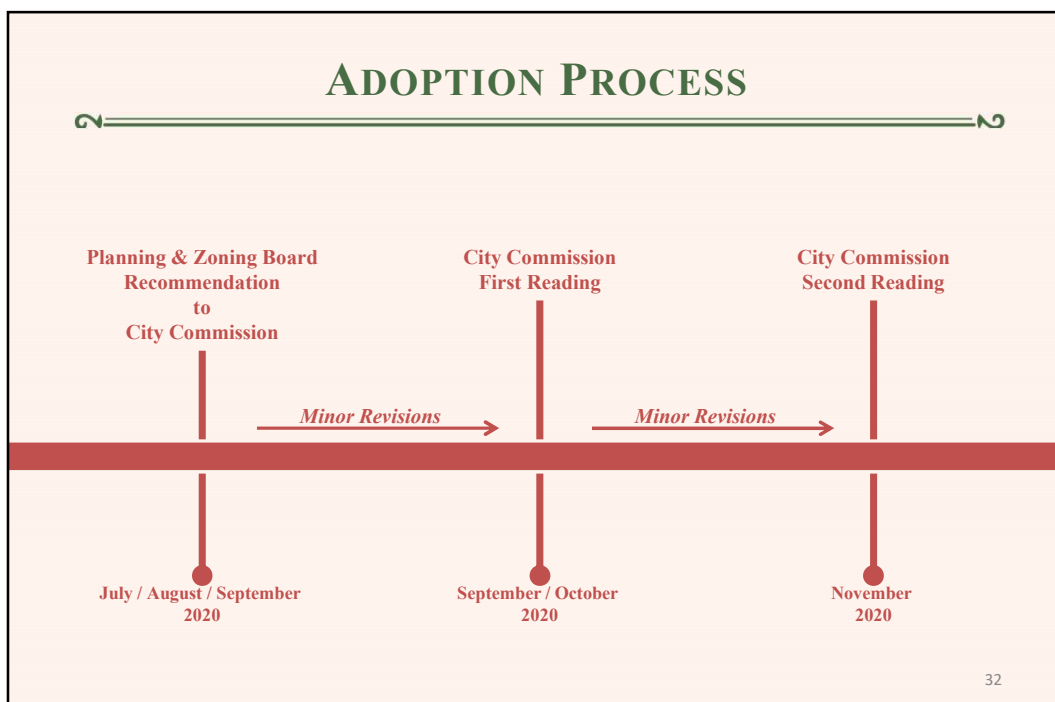 ADOPTION PROCESS
Planning & Zoning Board
Recommendation
to
City Commission
City Commission
First Reading
City Commission
Second Reading
Minor Revisions
Minor Revisions
July / August / September
2020
September / October
2020
November
2020
32